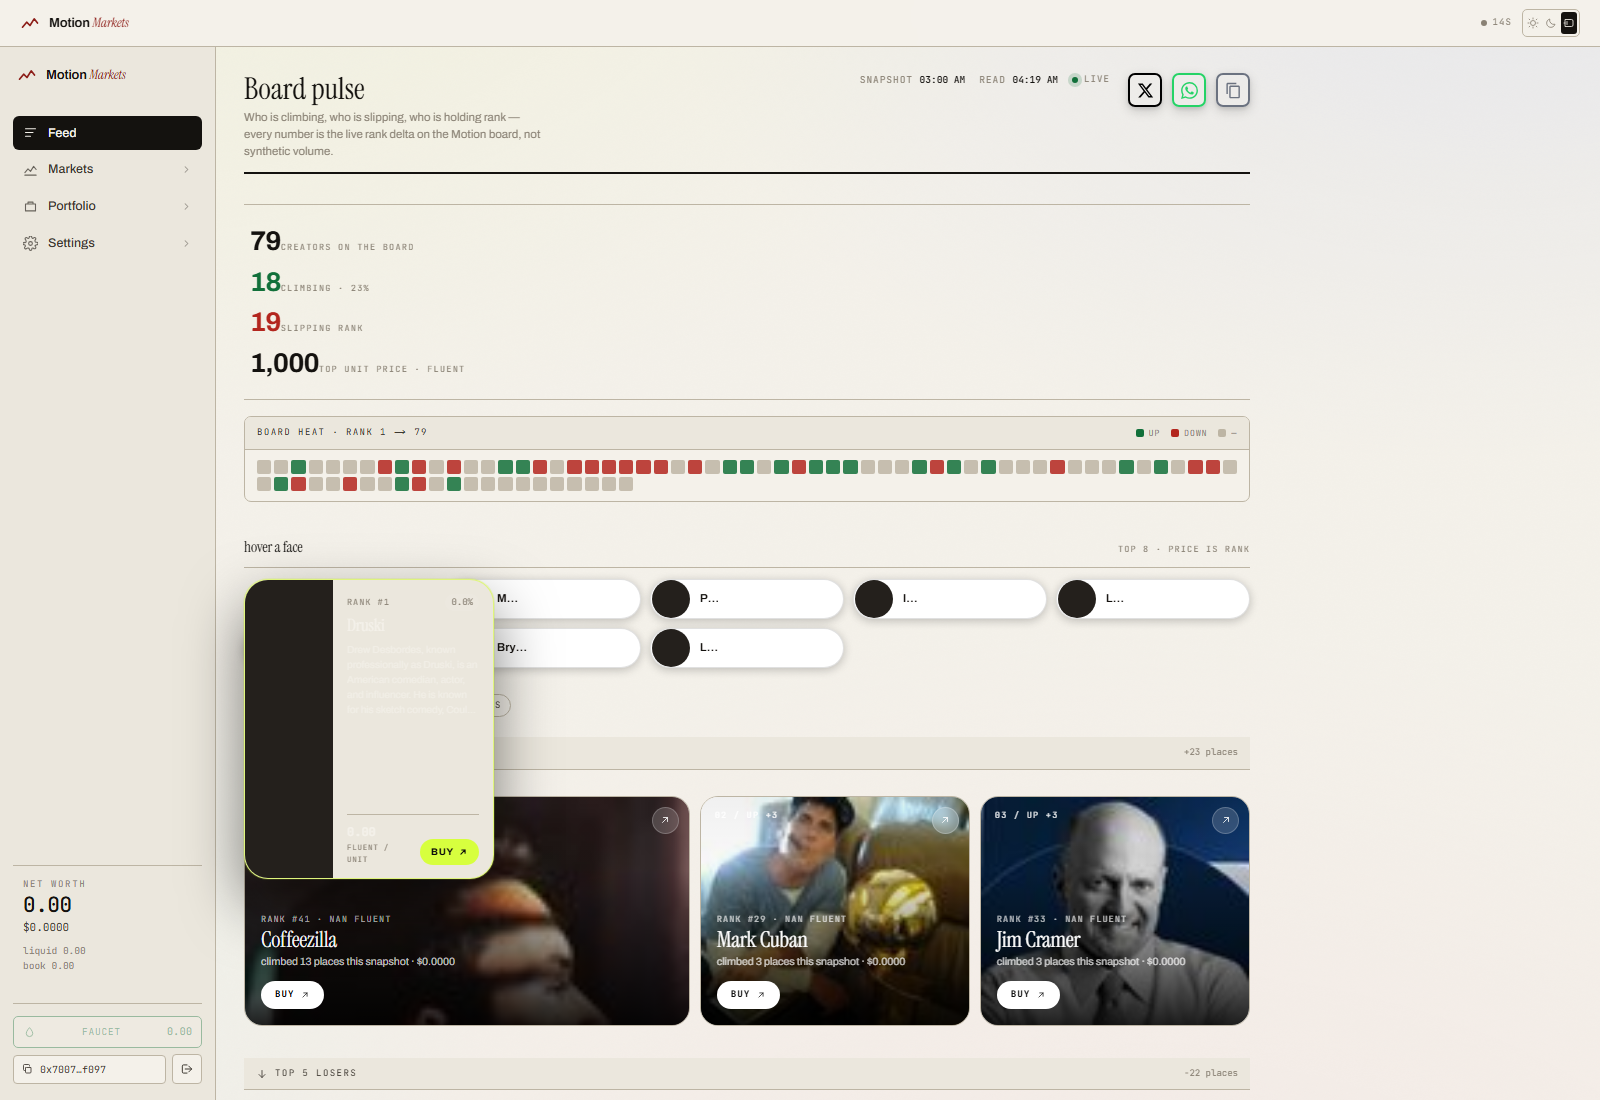 Motion Markets
14S
Motion Markets
Feed
Markets
Portfolio
Settings
NET WORTH
0.00
$0.0000
liquid 0.00
book 0.00
FAUCET 0.00
0x7007…f097
Board pulse
SNAPSHOT 03:00 AM READ 04:19 AM LIVE
Who is climbing, who is slipping, who is holding rank —
every number is the live rank delta on the Motion board, not
synthetic volume.
79 CREATORS ON THE BOARD
18 CLIMBING · 23%
19 SLIPPING RANK
1,000 TOP UNIT PRICE · FLUENT
BOARD HEAT · RANK 1 → 79
UP DOWN —
hover a face
TOP 8 · PRICE IS RANK
M… P… I… L…
Bry… L…
RANK #1 0.0%
Druski
0.00
FLUENT /
UNIT
BUY
S
+23 places
RANK #41 · NAN FLUENT
Coffeezilla
climbed 13 places this snapshot · $0.0000
BUY
02 / UP +3
RANK #29 · NAN FLUENT
Mark Cuban
climbed 3 places this snapshot · $0.0000
BUY
03 / UP +3
RANK #33 · NAN FLUENT
Jim Cramer
climbed 3 places this snapshot · $0.0000
BUY
↓ TOP 5 LOSERS
-22 places